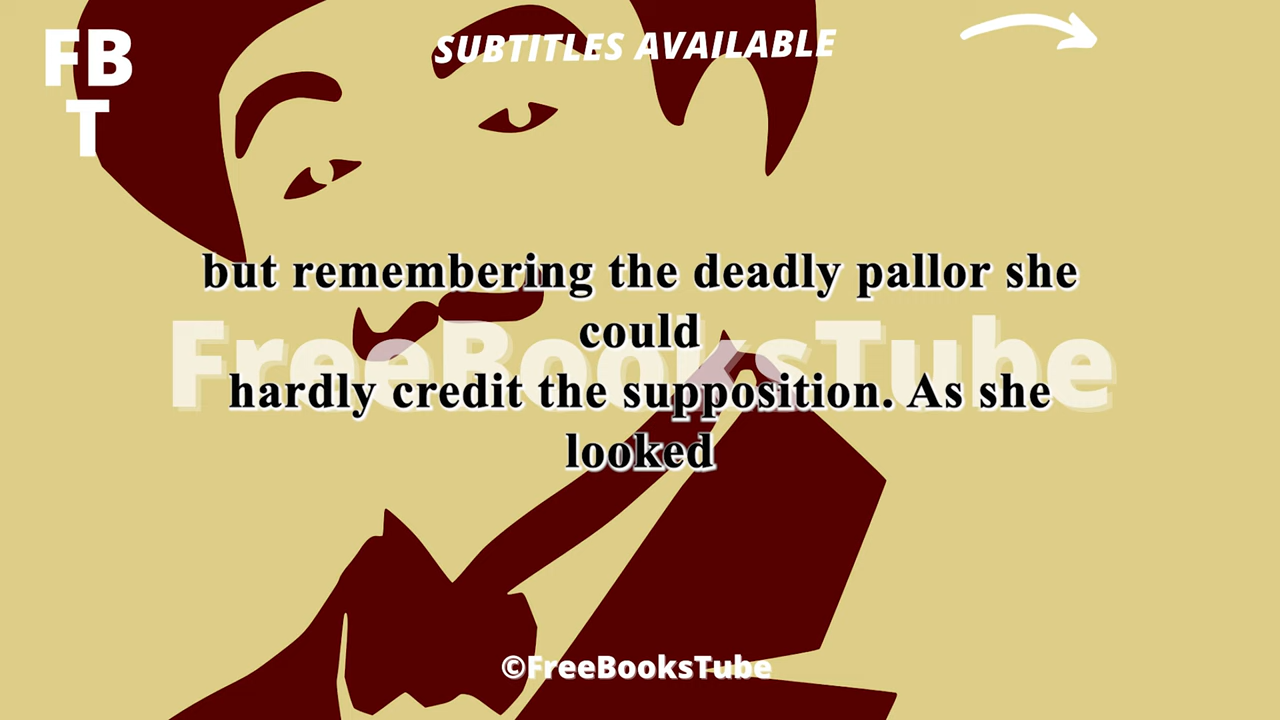 FB
T
SUBTITLES AVAILABLE
but remembering the deadly pallor she
could
FreeBooksTube
hardly credit the supposition. As she
looked
©FreeBooksTube